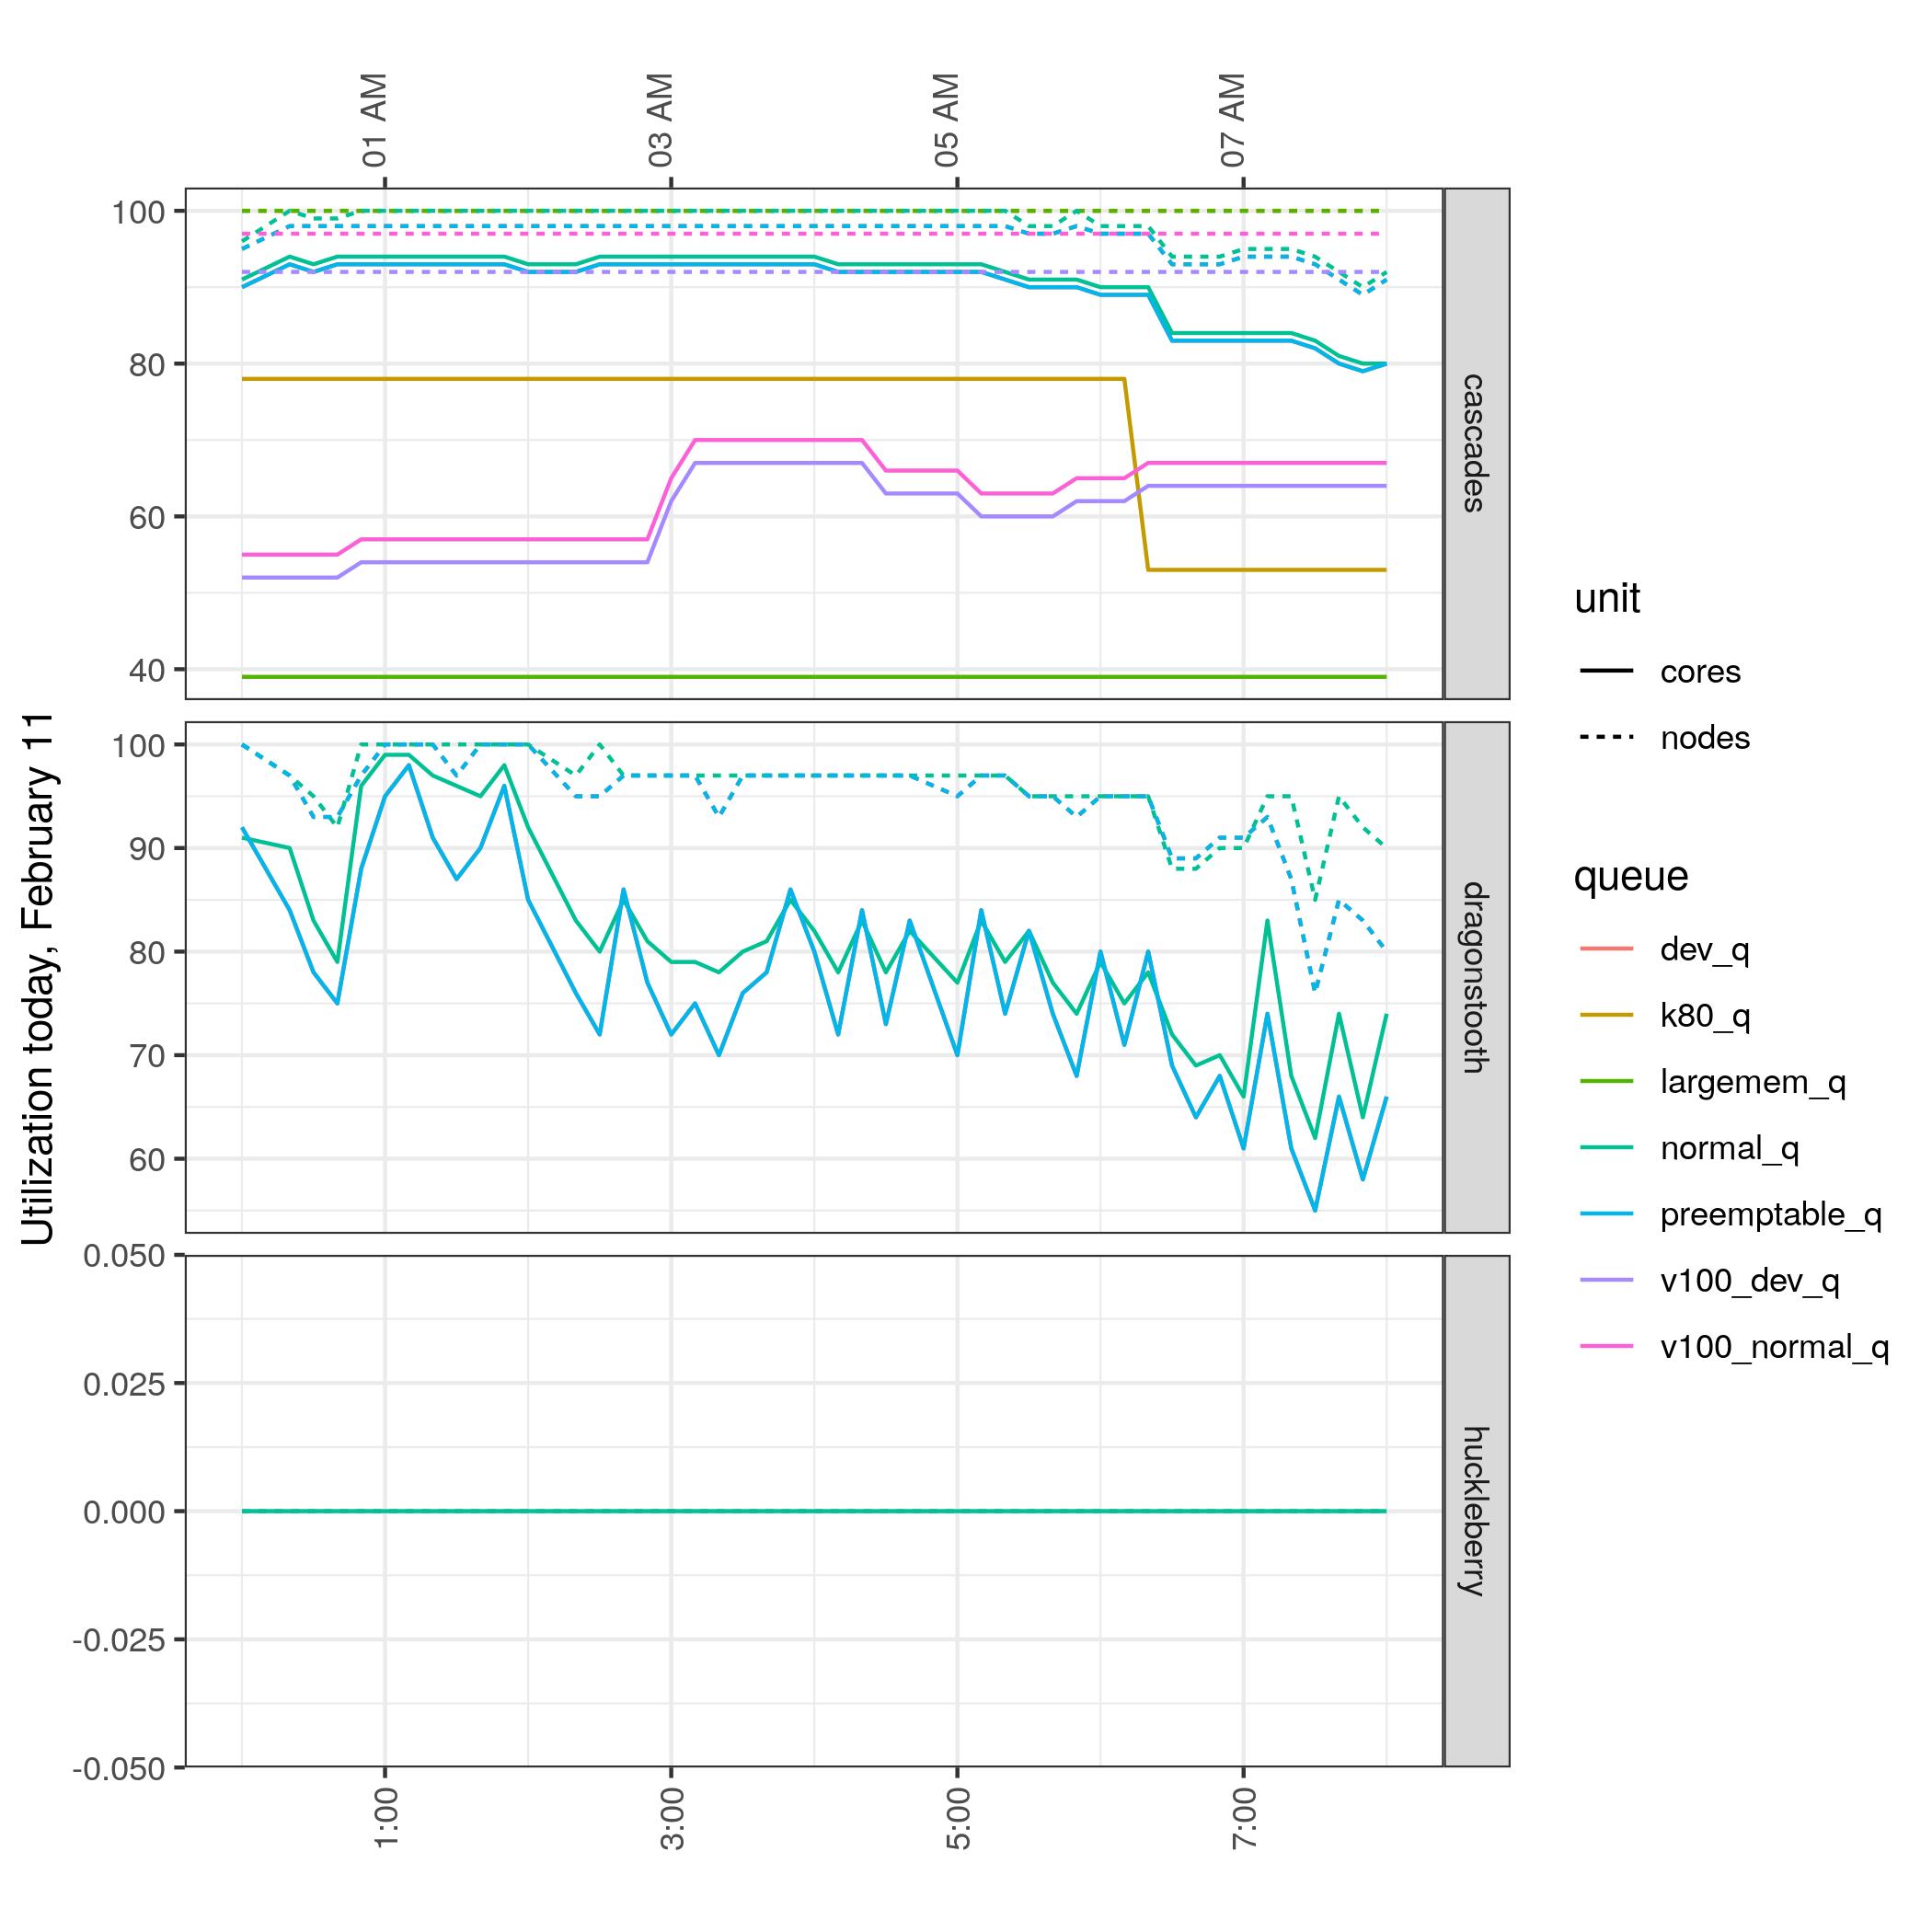 01 AM
03 AM
05 AM
07 AM
Utilization today, February 11
100
80
60
40
cascades
100
90
80
70
60
dragonstooth
0.050
0.025
0.000
-0.025
-0.050
huckleberry
1:00
3:00
5:00
7:00
unit
cores
nodes
queue
dev_q
k80_q
largemem_q
normal_q
preemptable_q
v100_dev_q
v100_normal_q